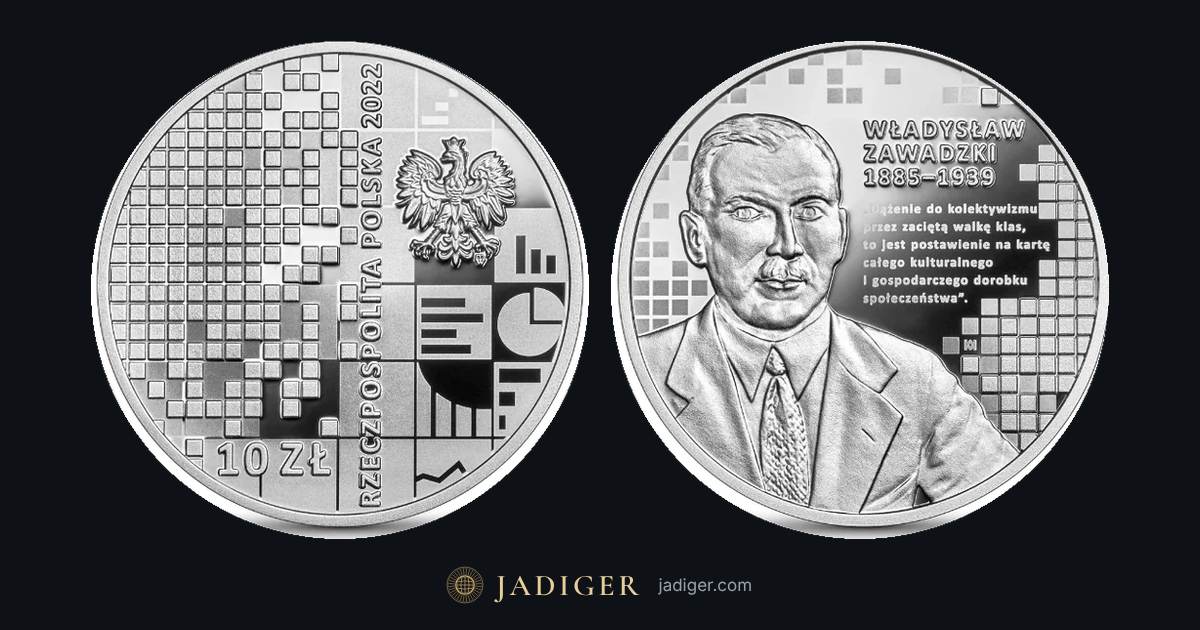 RZECZPOSPOLITA POLSKA 2022
10 ZŁ
WŁADYSŁAW
ZAWADZKI
1885–1939
do kolektywizmu
przez zaciętą walkę klas,
to jest postawienie na kartę
całego kulturalnego
i gospodarczego dorobku
społeczeństwa”.
JADIGER
jadiger.com